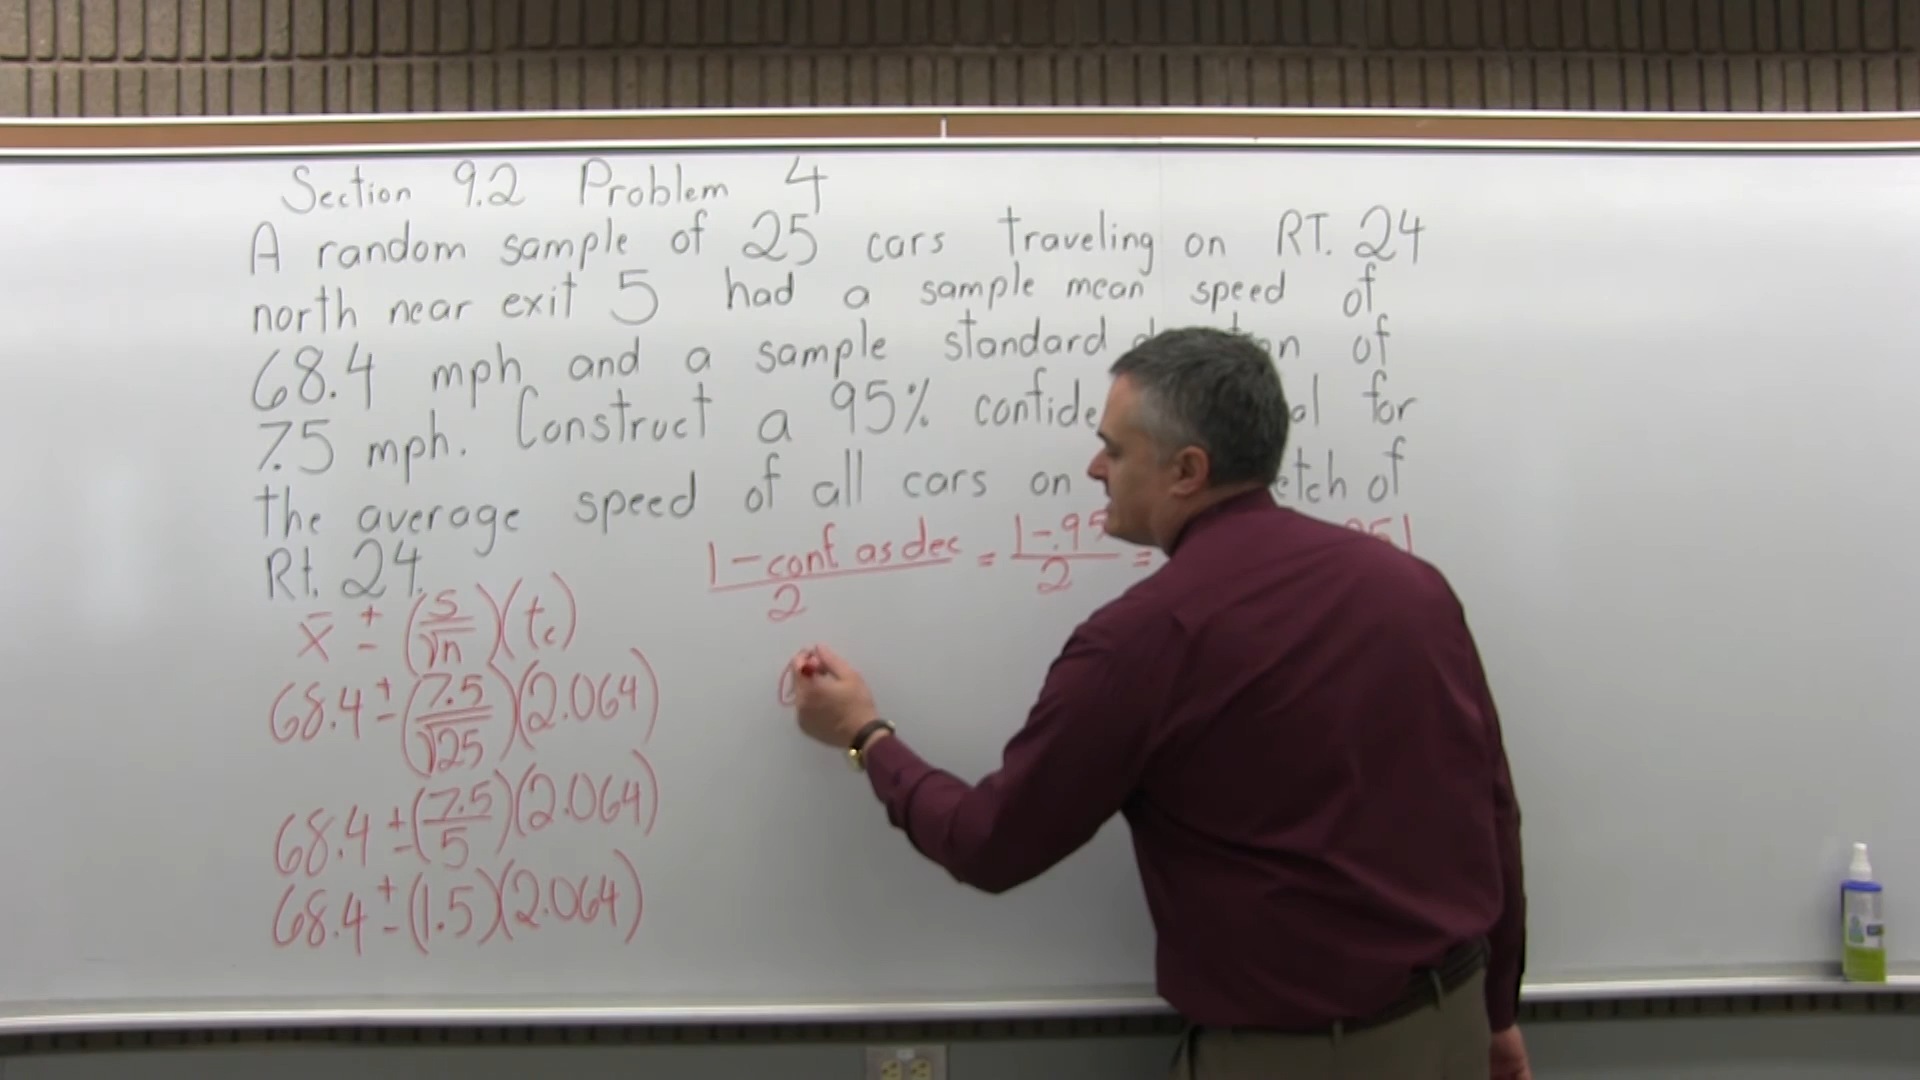 Section 9.2 Problem 4
A random sample of 25 cars traveling on RT. 24
north near exit 5 had a sample mean speed of
68.4 mph and a sample standard of
7.5 mph. Construct a 95% for
the average speed of all cars on of
Rt. 24.
1 - conf as dec / 2 = 1 - .95 / 2 =
x̄ ± (s/√n)(tc)
68.4 ± (7.5/√25)(2.064)
68.4 ± (7.5/5)(2.064)
68.4 ± (1.5)(2.064)